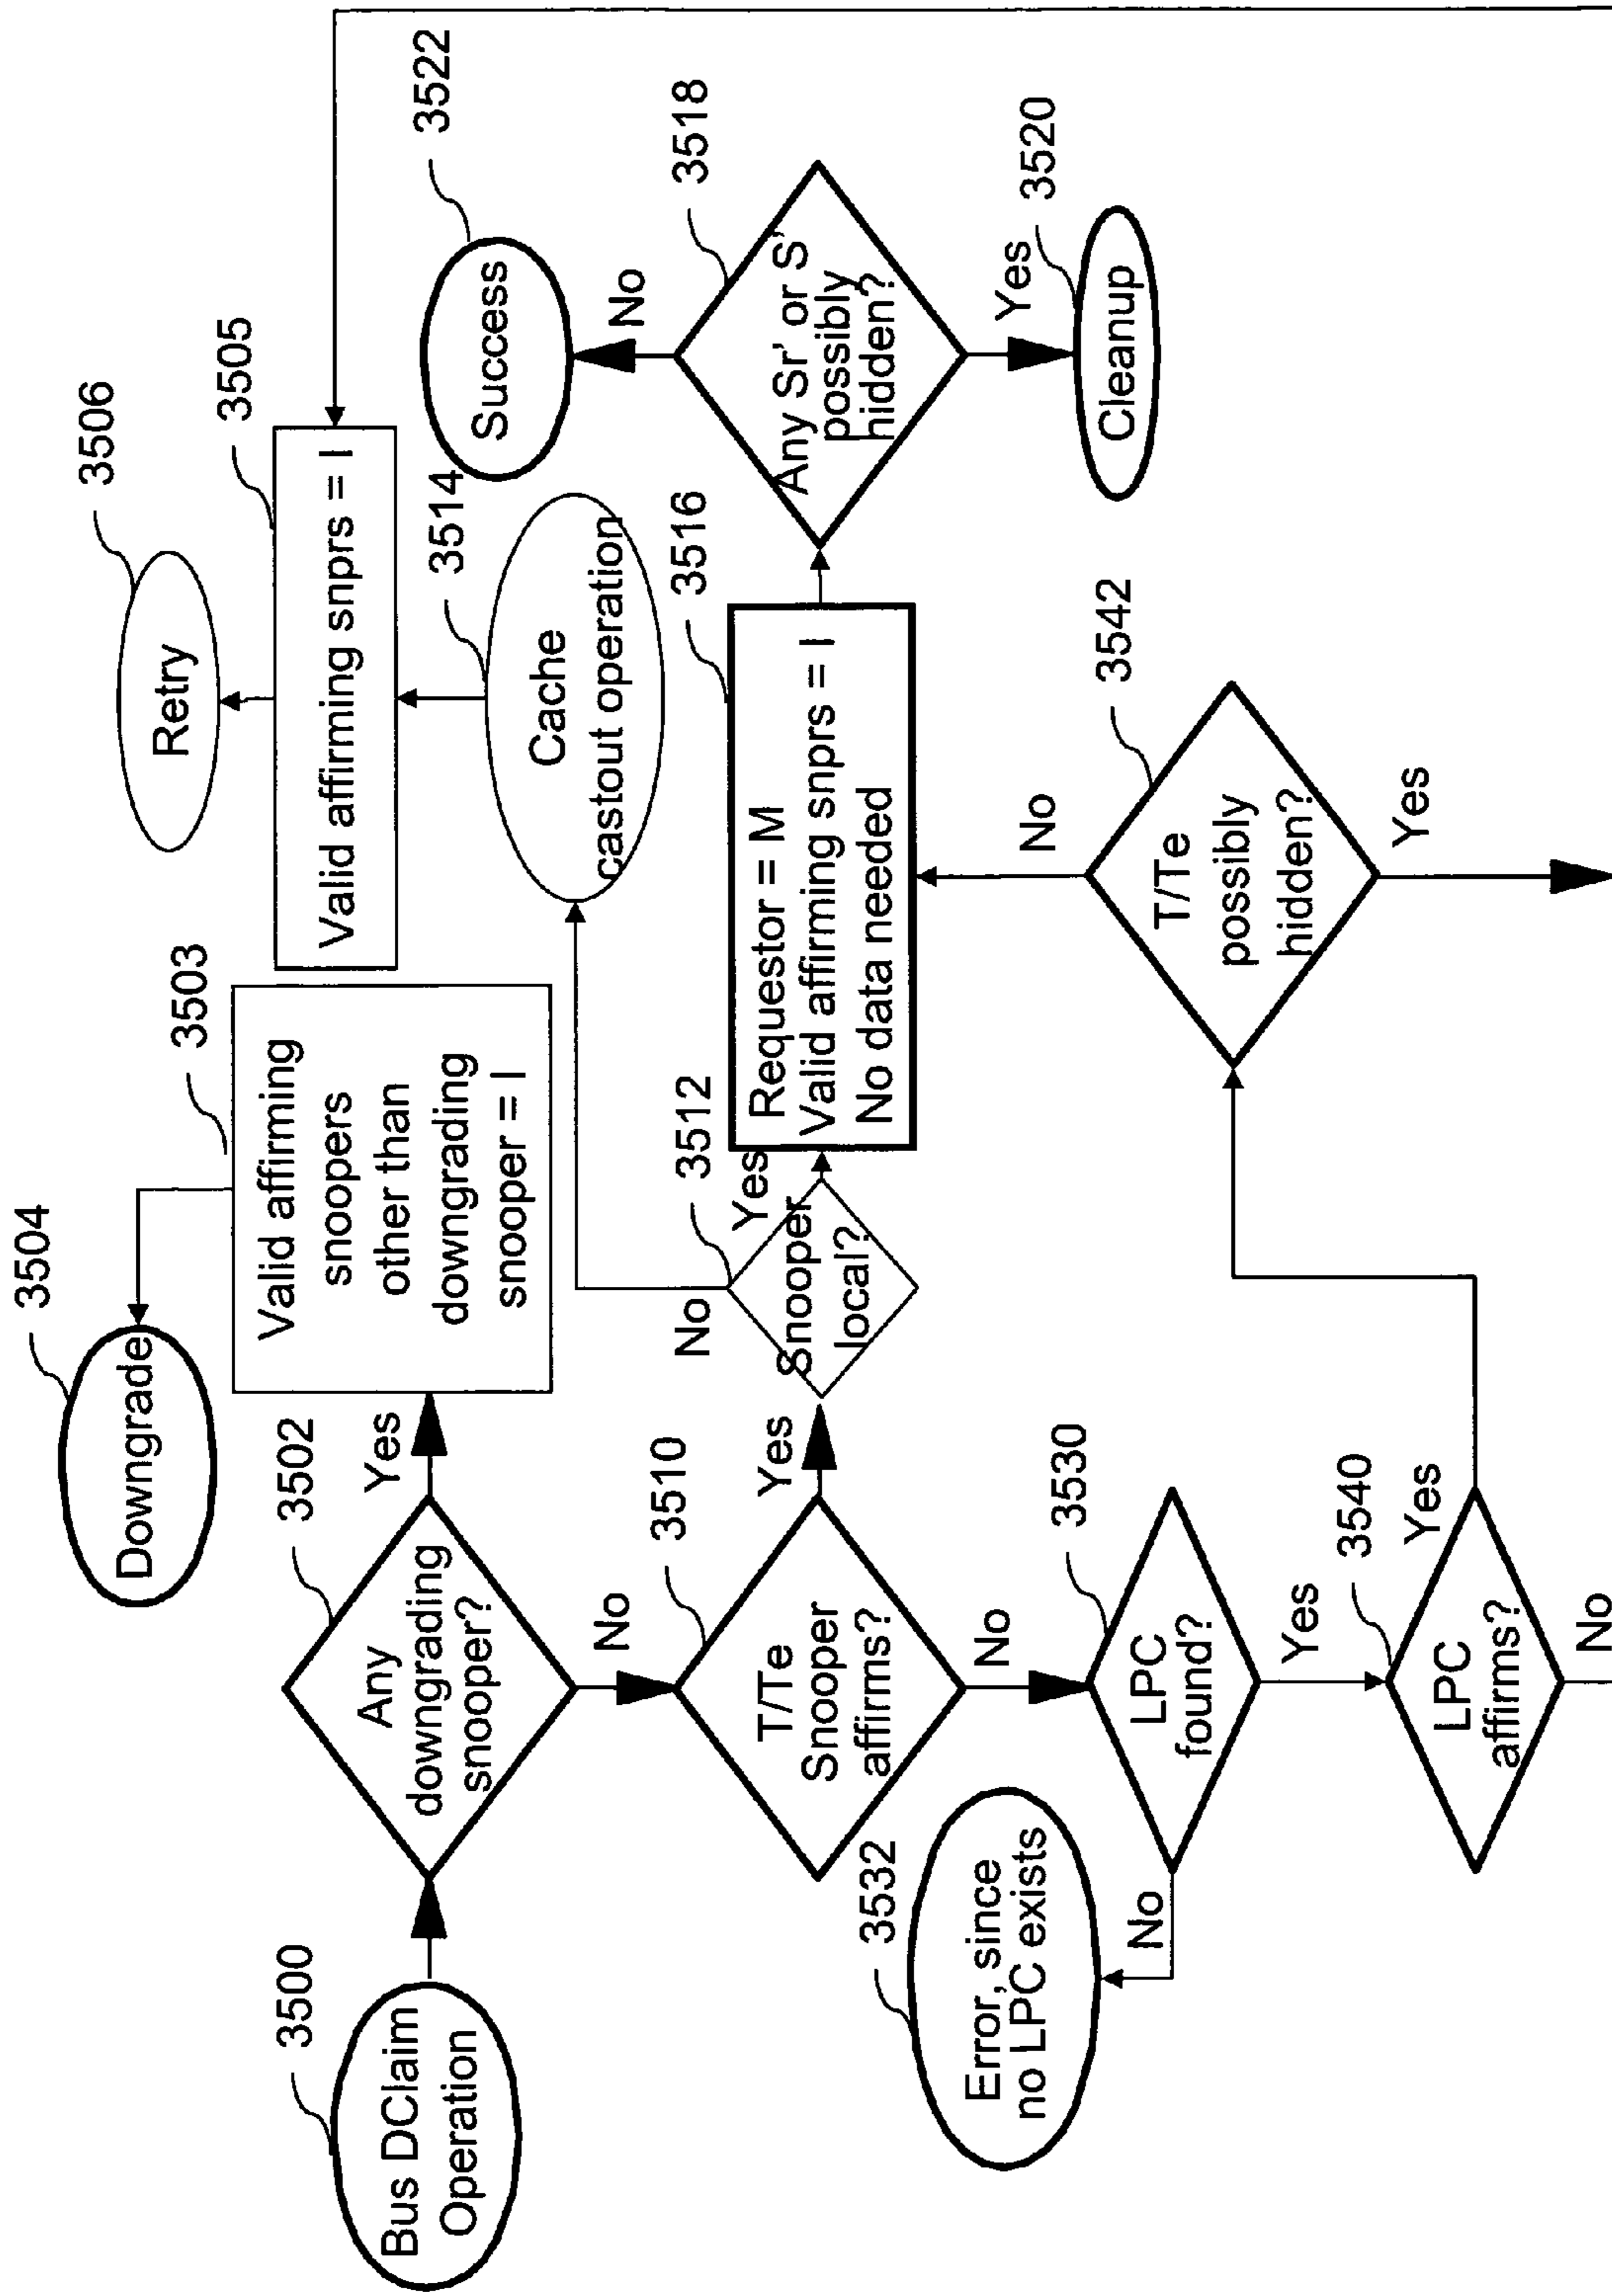 3500
Bus DClaim
Operation
3502
Any
downgrading
snooper?
Yes
No
3503
Valid affirming
snoopers
other than
downgrading
snooper = I
3504
Downgrade
3505
Valid affirming snprs = I
3506
Retry
3510
T/Te
Snooper
affirms?
Yes
No
3512
Snooper
local?
No
Yes
3514
Cache
castout operation
3516
Requestor = M
Valid affirming snprs = I
No data needed
3518
Any Sr' or S'
possibly
hidden?
No
Yes
3520
Cleanup
3522
Success
3530
LPC
found?
No
Yes
3532
Error, since
no LPC exists
3540
LPC
affirms?
Yes
No
3542
T/Te
possibly
hidden?
No
Yes